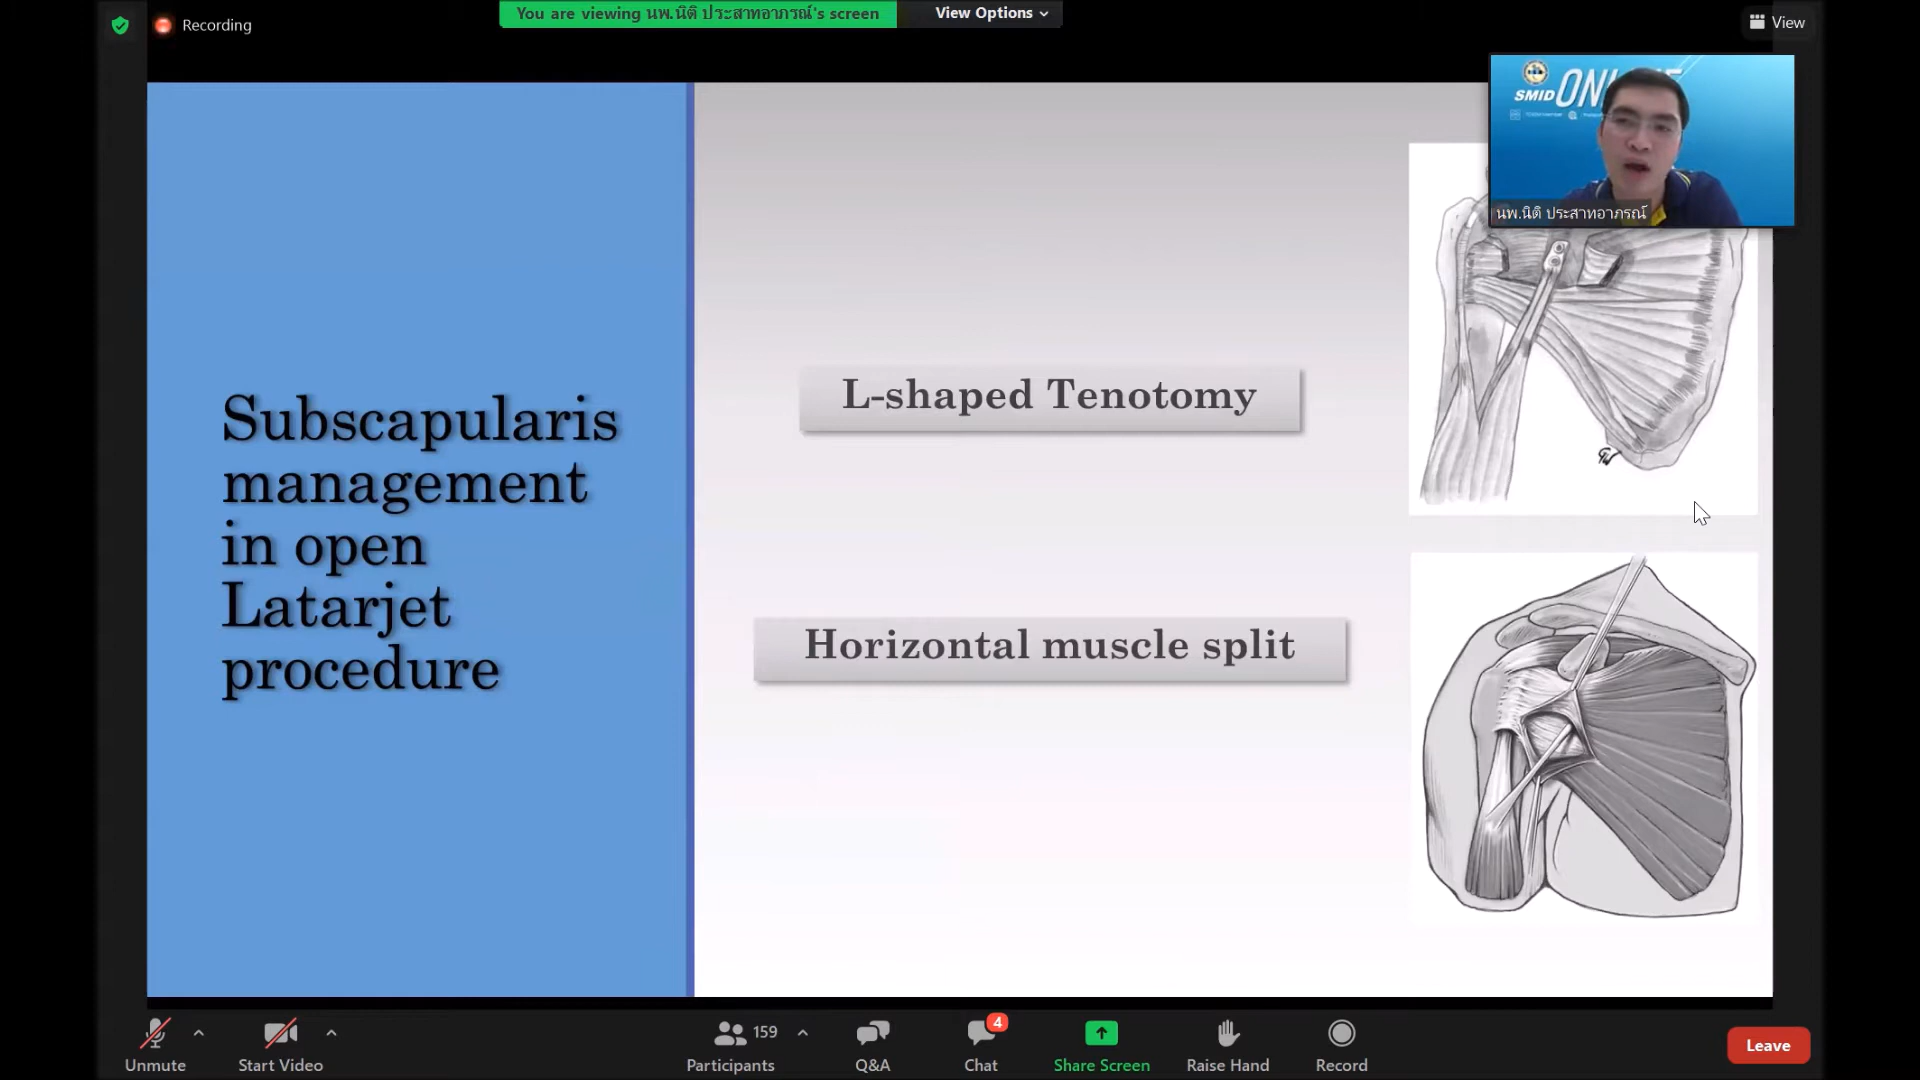 Recording
You are viewing นพ.นิติ ประสาทอาภรณ์'s screen
View Options
View
SMID
นพ.นิติ ประสาทอาภรณ์
Subscapularis
management
in open
Latarjet
procedure
L-shaped Tenotomy
Horizontal muscle split
Unmute
Start Video
159
Participants
Q&A
4
Chat
Share Screen
Raise Hand
Record
Leave